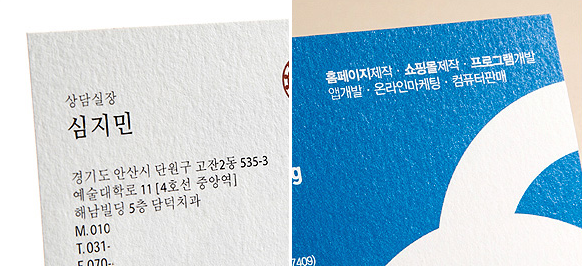 상담실장
심지민
경기도 안산시 단원구 고잔2동 535-3
예술대학로 11 [4호선 중앙역]
해남빌딩 5층 담덕치과
M. 010
T. 031-
F. 070-
홈페이지제작 · 쇼핑몰제작 · 프로그램개발
앱개발 · 온라인마케팅 · 컴퓨터판매
g
7409)